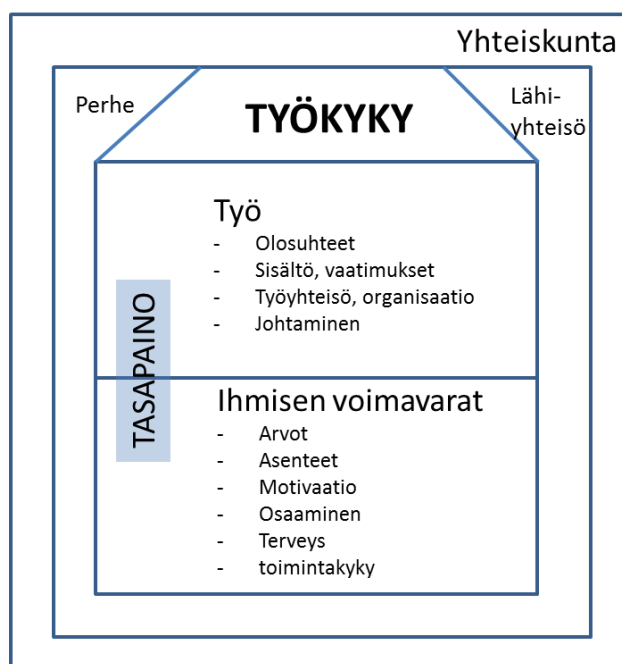 Yhteiskunta
Perhe
TYÖKYKY
Lähi-
yhteisö
Työ
- Olosuhteet
- Sisältö, vaatimukset
- Työyhteisö, organisaatio
- Johtaminen
TASAPAINO
Ihmisen voimavarat
- Arvot
- Asenteet
- Motivaatio
- Osaaminen
- Terveys
- toimintakyky